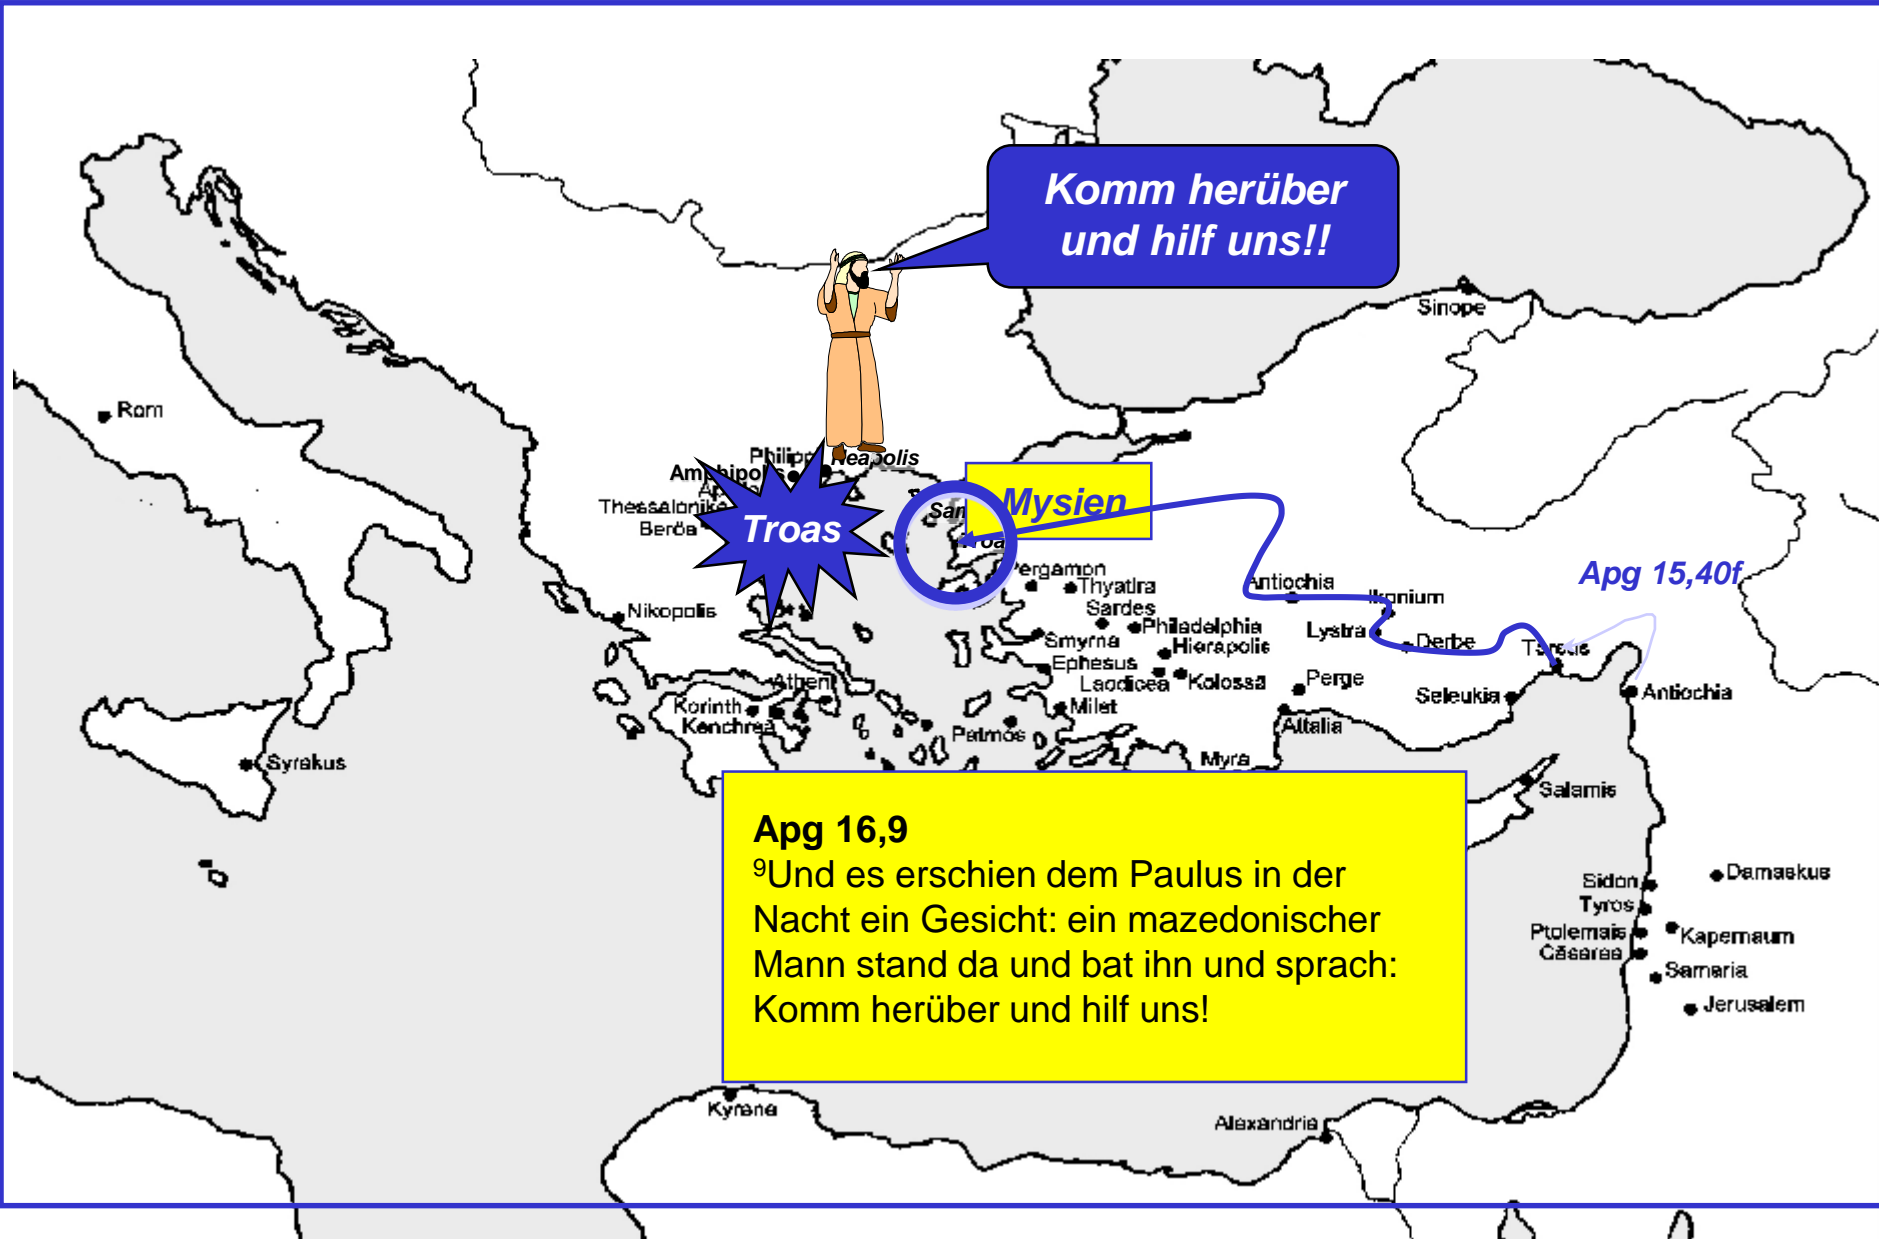 Komm herüber
und hilf uns!!
Sinope
Rom
Neapolis
Amphipolis
Thessalonike
Beröa
Troas
Mysien
Apg 15,40f
Pergamon
Thyatira
Sardes
Philadelphia
Smyrna
Hierapolis
Ephesus
Laodicea
Kolossä
Milet
Patmos
Antiochia
Ikonium
Lystra
Derbe
Tarsus
Perge
Attalia
Seleukia
Antiochia
Myra
Nikopolis
Athen
Korinth
Kenchrea
Syrakus
Salamis
Apg 16,9
⁹Und es erschien dem Paulus in der
Nacht ein Gesicht: ein mazedonischer
Mann stand da und bat ihn und sprach:
Komm herüber und hilf uns!
Sidon
Damaskus
Tyros
Ptolemais
Kapernaum
Cäsarea
Samaria
Jerusalem
Kyrene
Alexandria